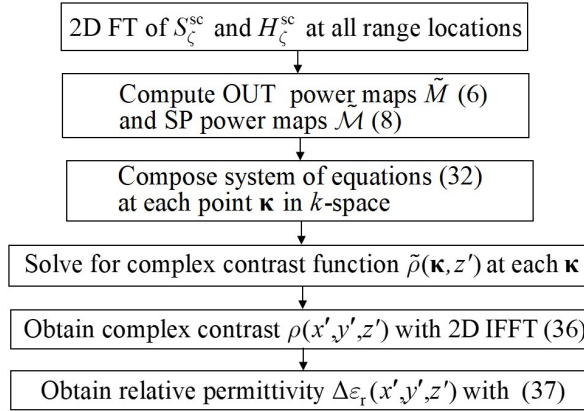 2D FT of S_ζ^sc and H_ζ^sc at all range locations
Compute OUT power maps M̃ (6)
and SP power maps ℳ̃ (8)
Compose system of equations (32)
at each point κ in k-space
Solve for complex contrast function ρ̃(κ, z′) at each κ
Obtain complex contrast ρ(x′,y′,z′) with 2D IFFT (36)
Obtain relative permittivity Δε_r(x′,y′,z′) with (37)